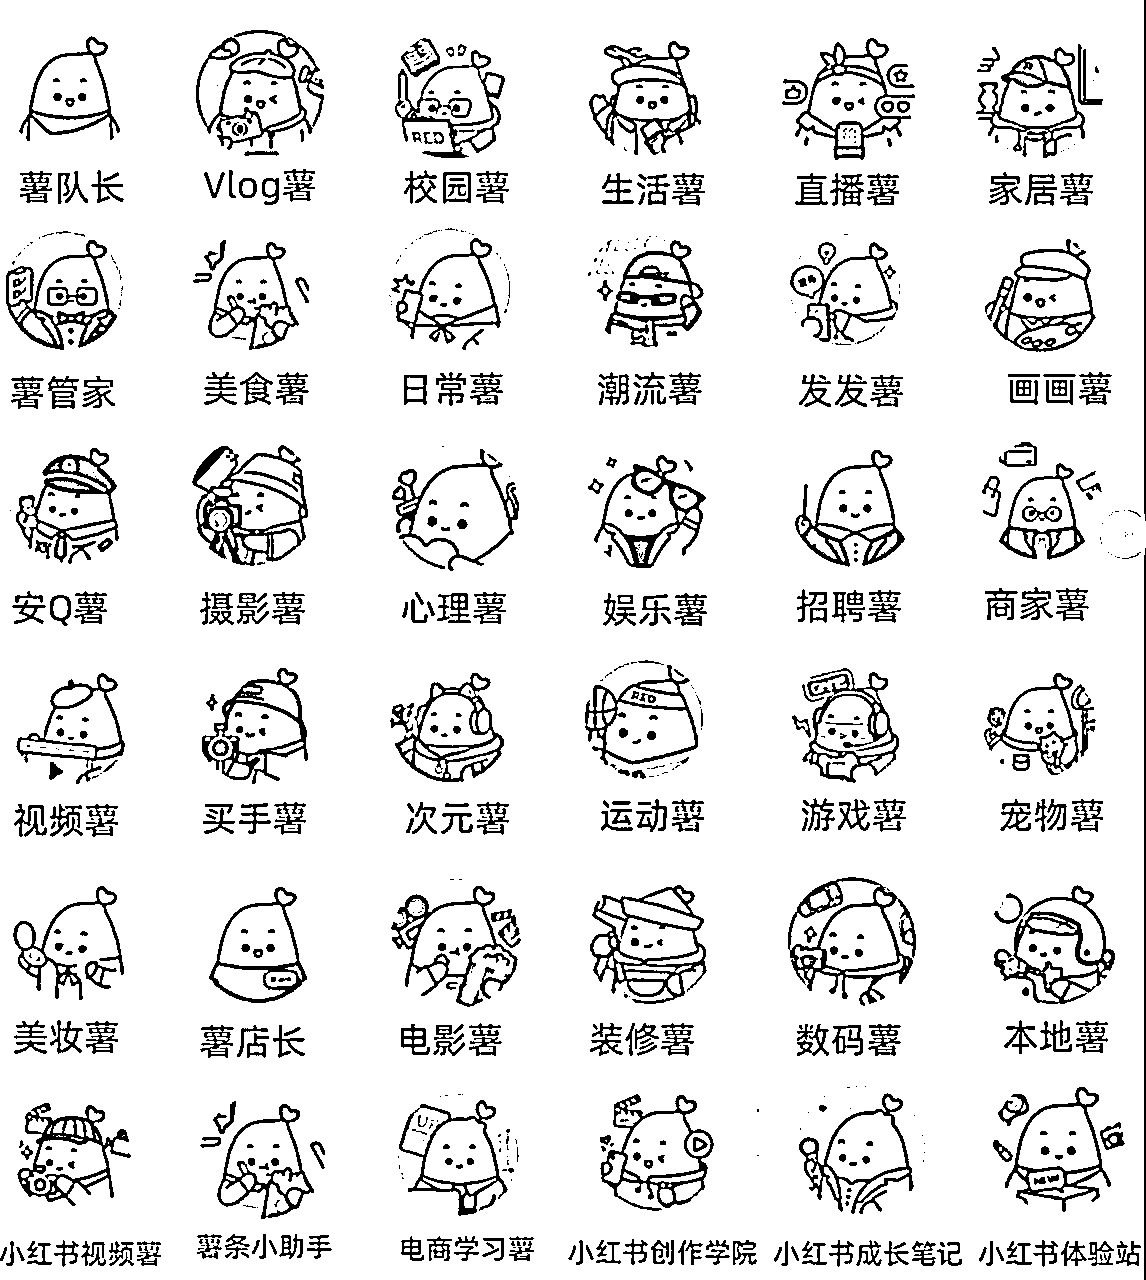 RED
薯队长 Vlog薯 校园薯 生活薯 直播薯 家居薯
薯管家 美食薯 日常薯 潮流薯 发发薯 画画薯
安Q薯 摄影薯 心理薯 娱乐薯 招聘薯 商家薯
RED
视频薯 买手薯 次元薯 运动薯 游戏薯 宠物薯
美妆薯 薯店长 电影薯 装修薯 数码薯 本地薯
NEW
小红书视频薯 薯条小助手 电商学习薯 小红书创作学院 小红书成长笔记 小红书体验站